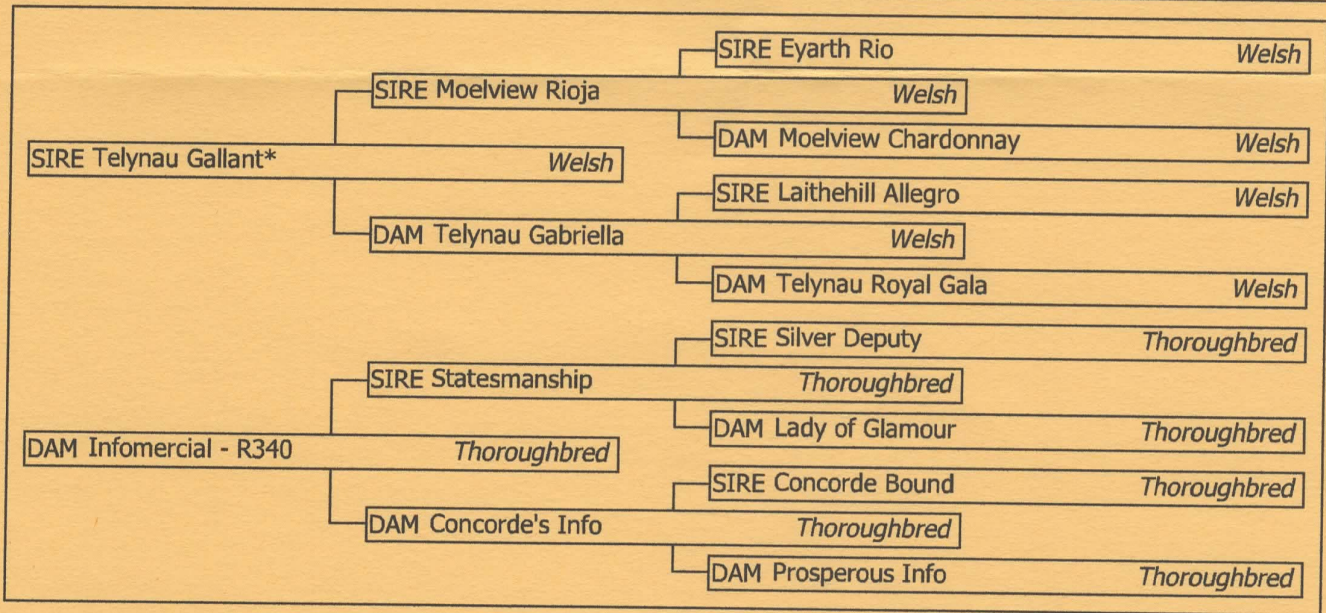 SIRE Eyarth Rio Welsh
SIRE Moelview Rioja Welsh
DAM Moelview Chardonnay Welsh
SIRE Telynau Gallant* Welsh
SIRE Laithehill Allegro Welsh
DAM Telynau Gabriella Welsh
DAM Telynau Royal Gala Welsh
SIRE Silver Deputy Thoroughbred
SIRE Statesmanship Thoroughbred
DAM Lady of Glamour Thoroughbred
DAM Infomercial - R340 Thoroughbred
SIRE Concorde Bound Thoroughbred
DAM Concorde's Info Thoroughbred
DAM Prosperous Info Thoroughbred